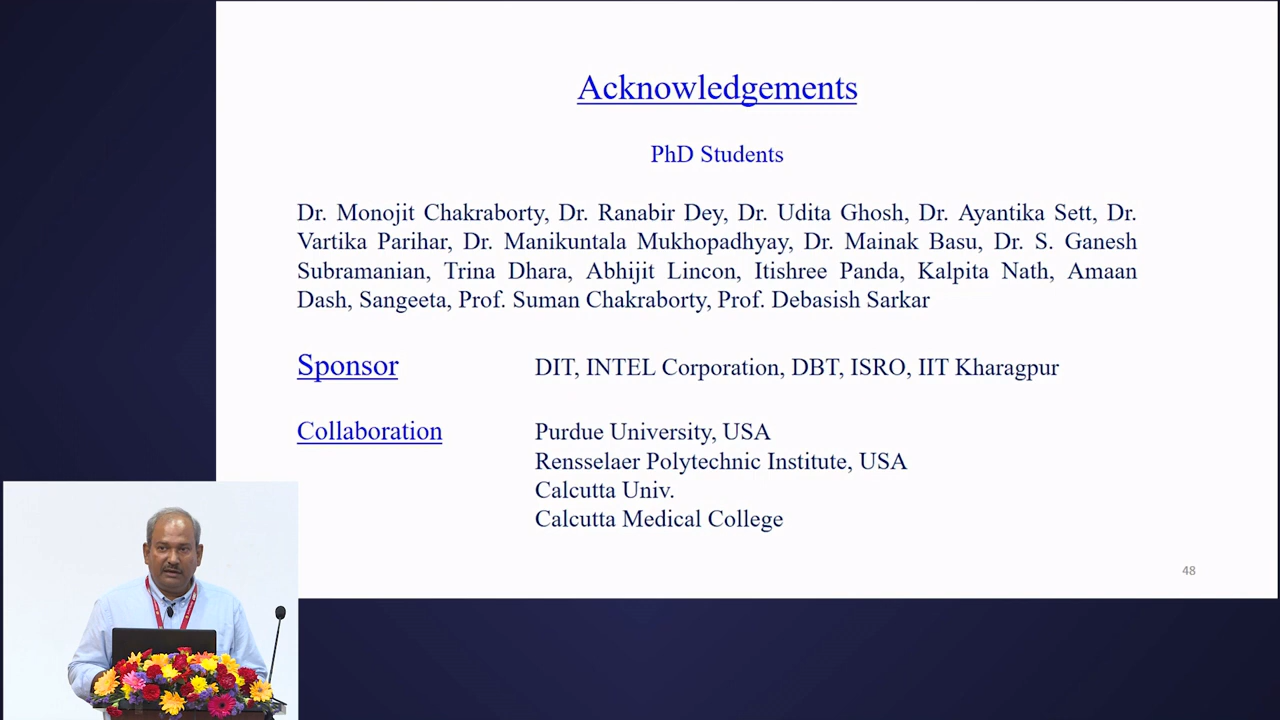 Acknowledgements
PhD Students
Dr. Monojit Chakraborty, Dr. Ranabir Dey, Dr. Udita Ghosh, Dr. Ayantika Sett, Dr.
Vartika Parihar, Dr. Manikuntala Mukhopadhyay, Dr. Mainak Basu, Dr. S. Ganesh
Subramanian, Trina Dhara, Abhijit Lincon, Itishree Panda, Kalpita Nath, Amaan
Dash, Sangeeta, Prof. Suman Chakraborty, Prof. Debasish Sarkar
Sponsor DIT, INTEL Corporation, DBT, ISRO, IIT Kharagpur
Collaboration Purdue University, USA
Rensselaer Polytechnic Institute, USA
Calcutta Univ.
Calcutta Medical College
48